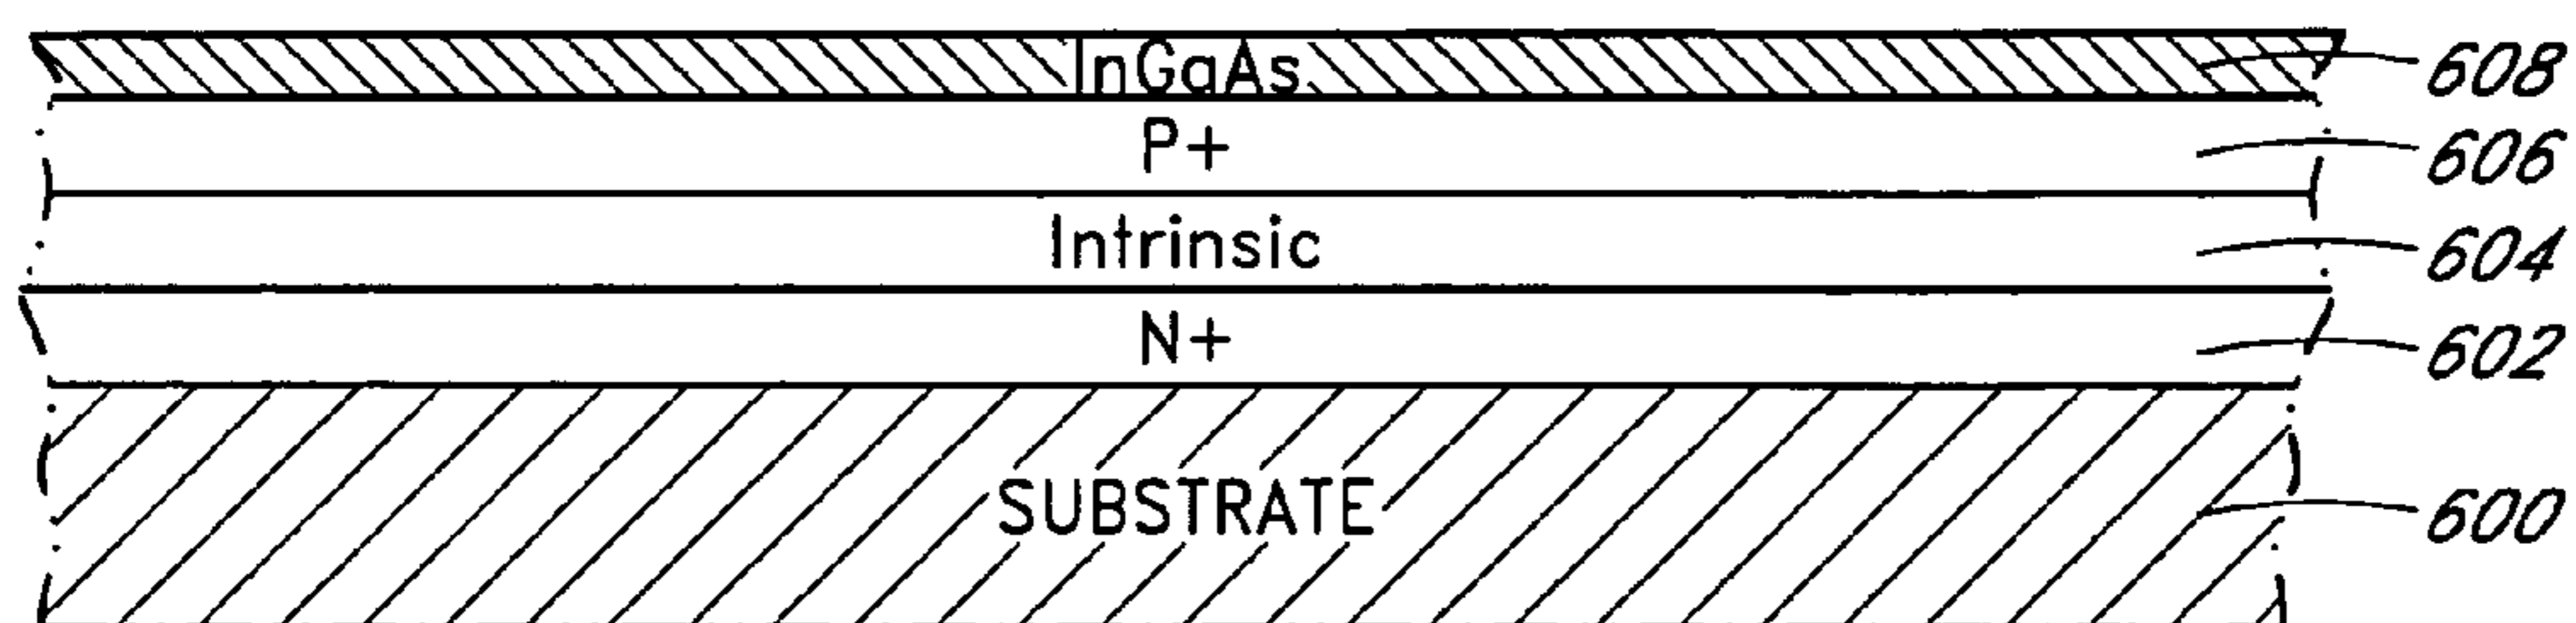 InGaAs 608
P+ 606
Intrinsic 604
N+ 602
SUBSTRATE 600